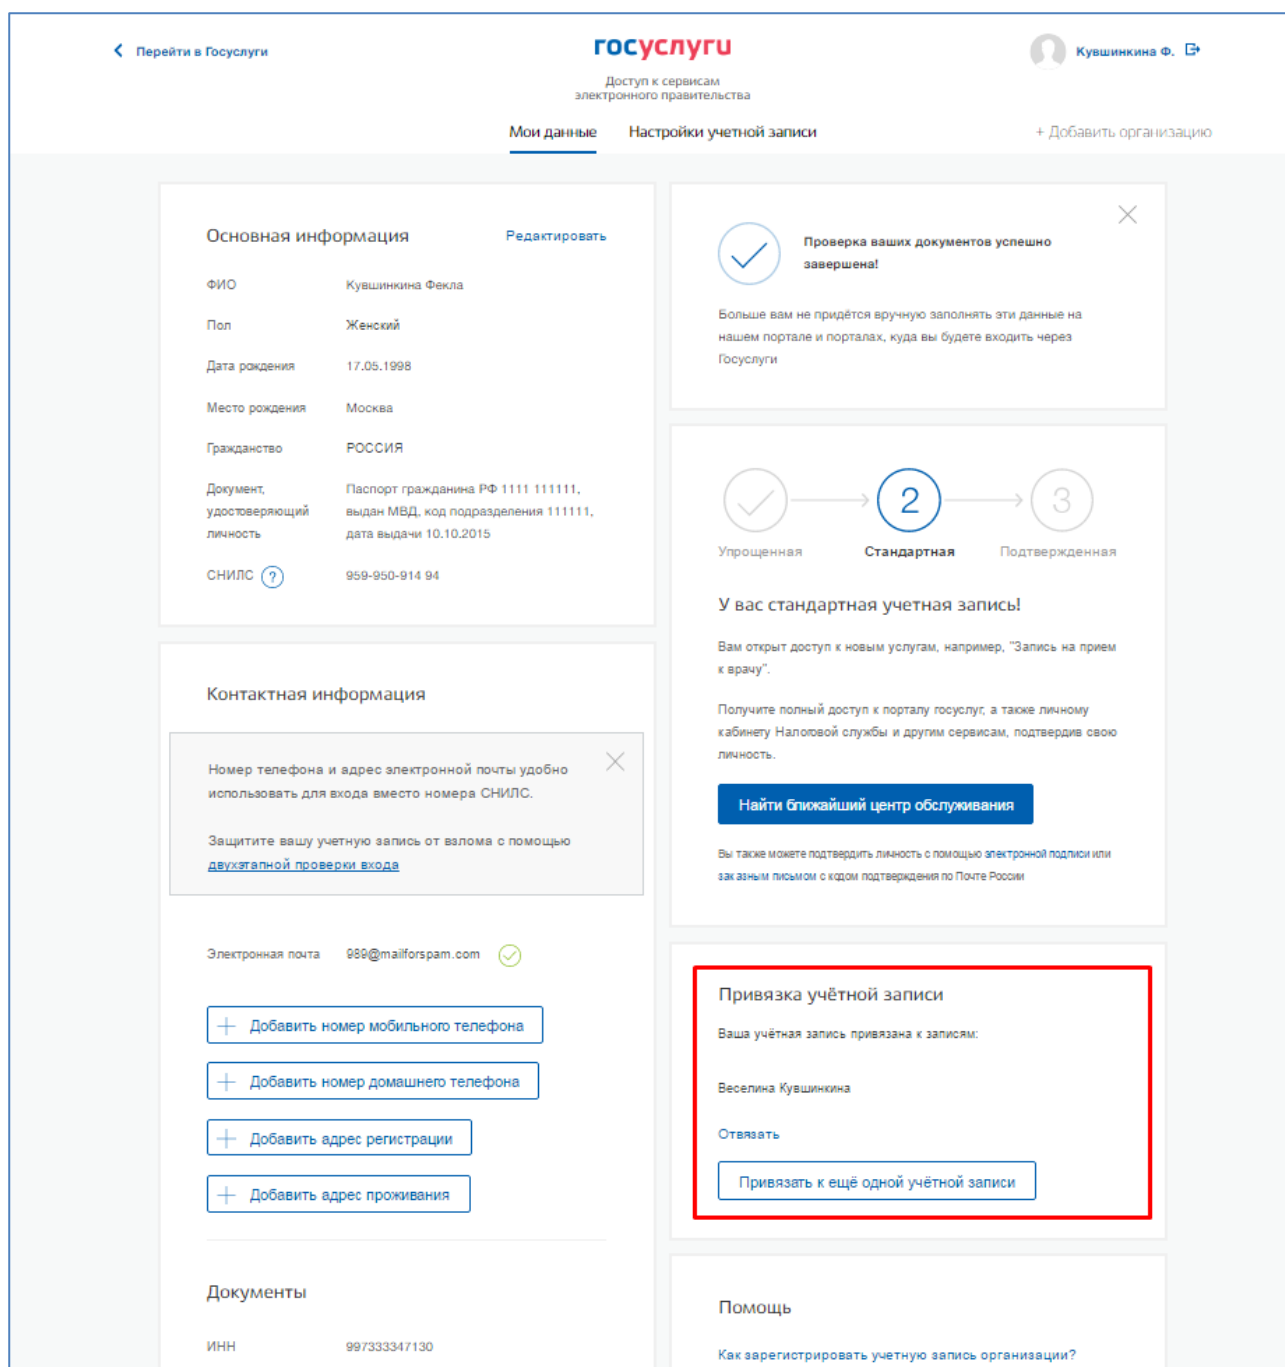 Перейти в Госуслуги
госуслуги
Кувшинкина Ф.
Доступ к сервисам
электронного правительства
Мои данные
Настройки учетной записи
+ Добавить организацию
Основная информация
Редактировать
ФИО
Кувшинкина Фекла
Пол
Женский
Дата рождения
17.05.1998
Место рождения
Москва
Гражданство
РОССИЯ
Документ,
удостоверяющий
личность
Паспорт гражданина РФ 1111 111111,
выдан МВД, код подразделения 111111,
дата выдачи 10.10.2015
СНИЛС ?
959-950-914 94
Контактная информация
Номер телефона и адрес электронной почты удобно
использовать для входа вместо номера СНИЛС.
Защитите вашу учетную запись от взлома с помощью
двухэтапной проверки входа
Электронная почта
989@mailforspam.com
Добавить номер мобильного телефона
Добавить номер домашнего телефона
Добавить адрес регистрации
Добавить адрес проживания
Документы
ИНН
997333347130
Проверка ваших документов успешно
завершена!
Больше вам не придётся вручную заполнять эти данные на
нашем портале и порталах, куда вы будете входить через
Госуслуги
2
3
Упрощенная
Стандартная
Подтвержденная
У вас стандартная учетная запись!
Вам открыт доступ к новым услугам, например, "Запись на прием
к врачу".
Получите полный доступ к порталу госуслуг, а также личному
кабинету Налоговой службы и другим сервисам, подтвердив свою
личность.
Найти ближайший центр обслуживания
Вы также можете подтвердить личность с помощью электронной подписи или
заказным письмом с кодом подтверждения по Почте России
Привязка учётной записи
Ваша учётная запись привязана к записям:
Веселина Кувшинкина
Отвязать
Привязать к ещё одной учётной записи
Помощь
Как зарегистрировать учетную запись организации?